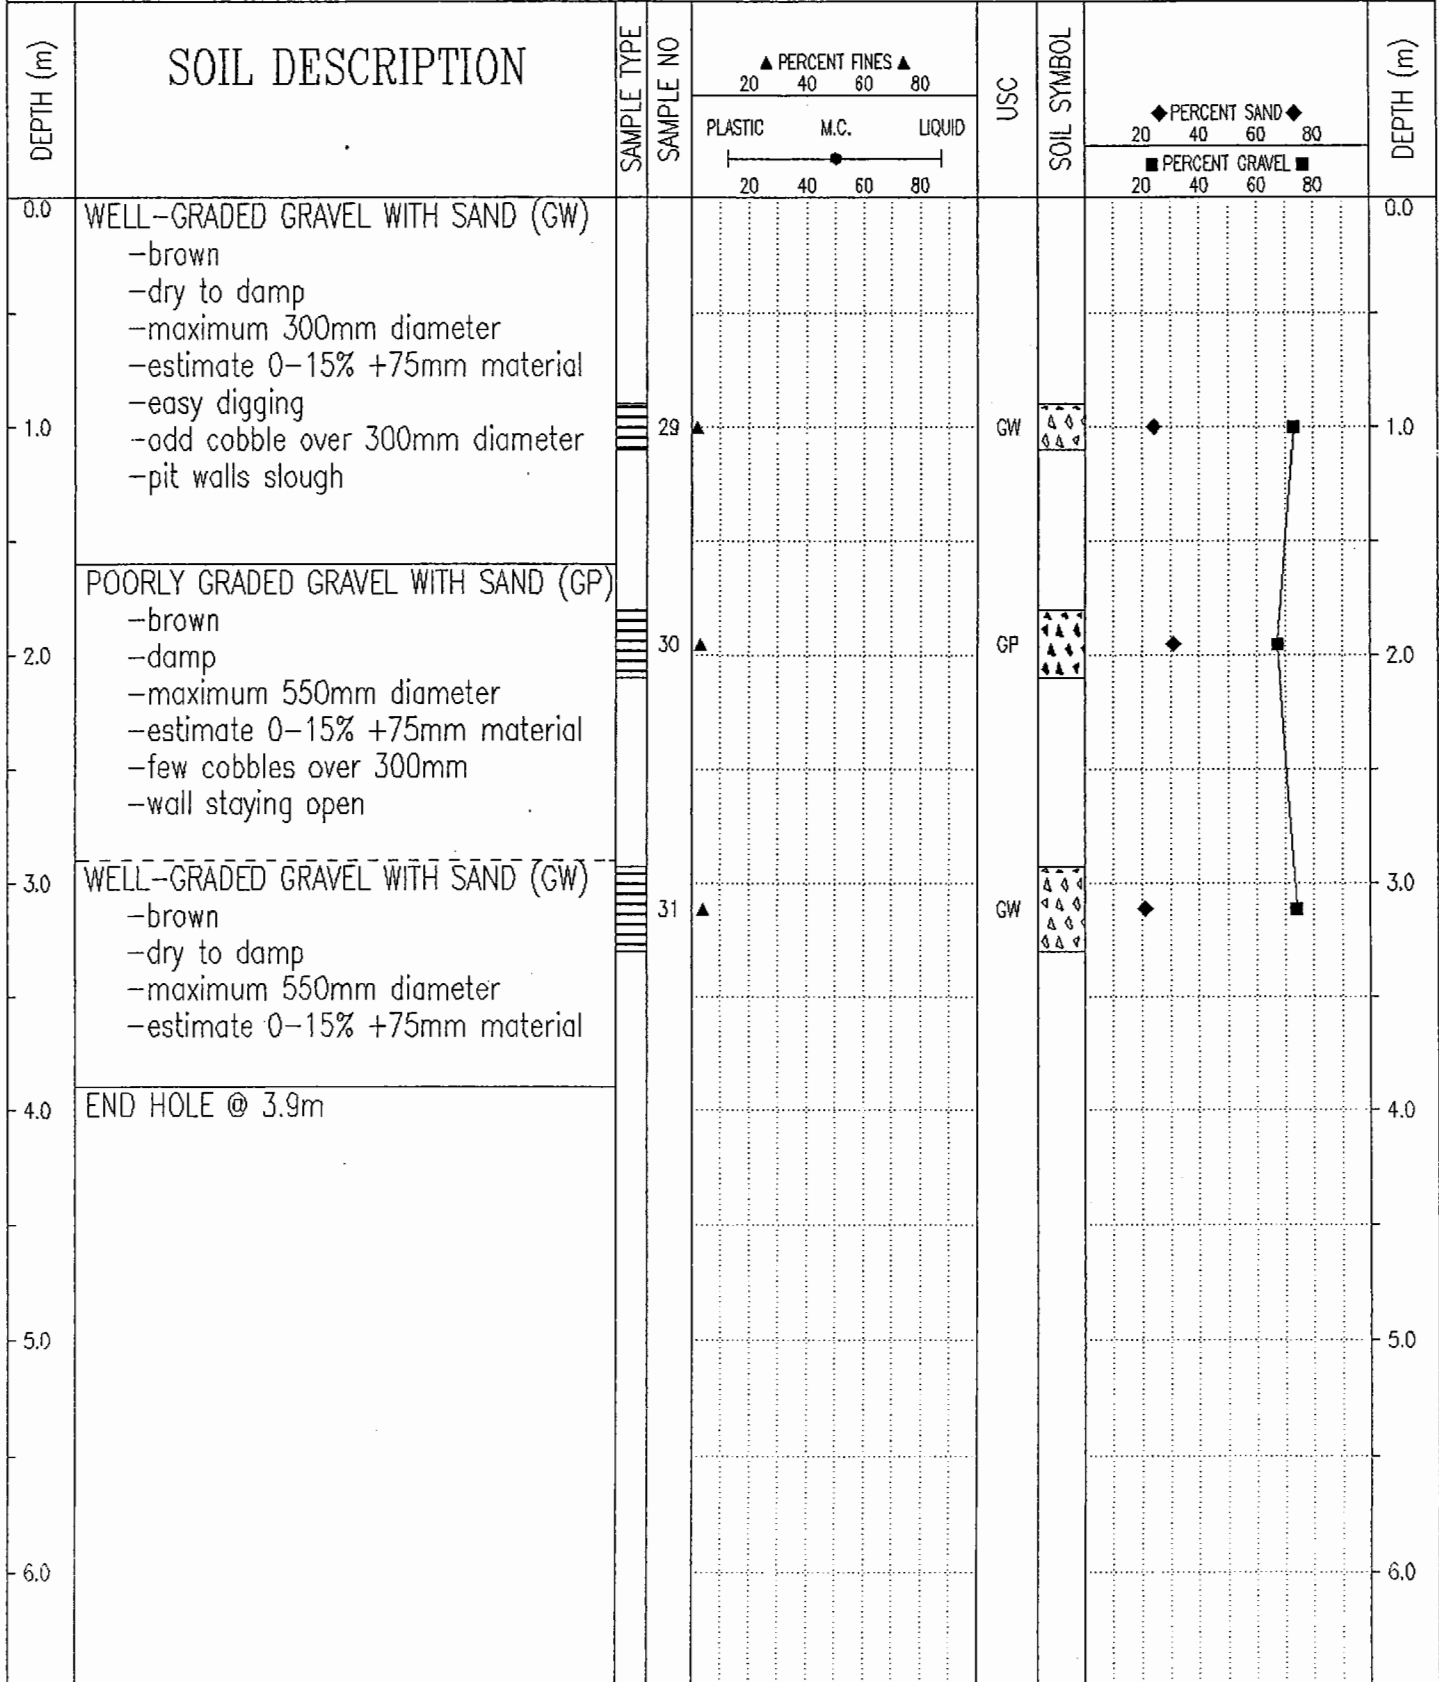 DEPTH (m)
SOIL DESCRIPTION
SAMPLE TYPE
SAMPLE NO
▲ PERCENT FINES ▲
20 40 60 80
PLASTIC M.C. LIQUID
20 40 60 80
USC
SOIL SYMBOL
◆PERCENT SAND◆
20 40 60 80
■ PERCENT GRAVEL ■
20 40 60 80
DEPTH (m)
0.0 WELL-GRADED GRAVEL WITH SAND (GW) 0.0
-brown
-dry to damp
-maximum 300mm diameter
-estimate 0-15% +75mm material
-easy digging
1.0 29 GW 1.0
-odd cobble over 300mm diameter
-pit walls slough
POORLY GRADED GRAVEL WITH SAND (GP)
-brown
30 GP
2.0 -damp 2.0
-maximum 550mm diameter
-estimate 0-15% +75mm material
-few cobbles over 300mm
-wall staying open
3.0 WELL-GRADED GRAVEL WITH SAND (GW) 3.0
-brown 31 GW
-dry to damp
-maximum 550mm diameter
-estimate 0-15% +75mm material
4.0 END HOLE @ 3.9m 4.0
5.0 5.0
6.0 6.0